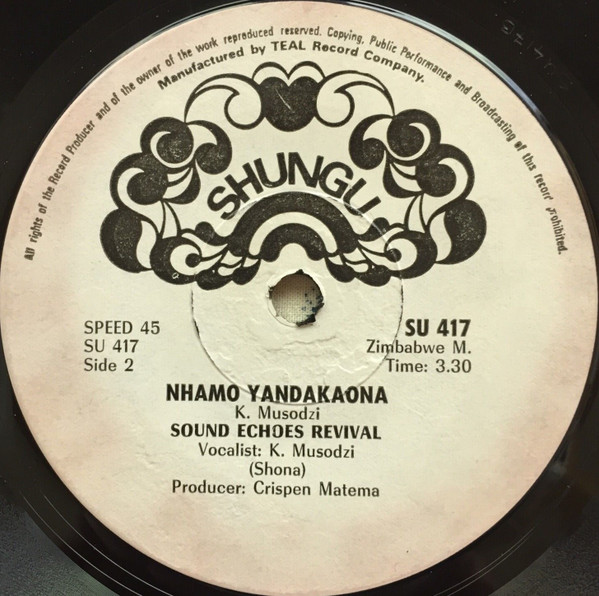 All rights of the Record Producer and of the owner of the work reproduced reserved. Copying, Public Performance and Broadcasting of this record prohibited.
Manufactured by TEAL Record Company.
SHUNGU
SPEED 45
SU 417
Side 2
SU 417
Zimbabwe M.
Time: 3.30
NHAMO YANDAKAONA
K. Musodzi
SOUND ECHOES REVIVAL
Vocalist: K. Musodzi
(Shona)
Producer: Crispen Matema